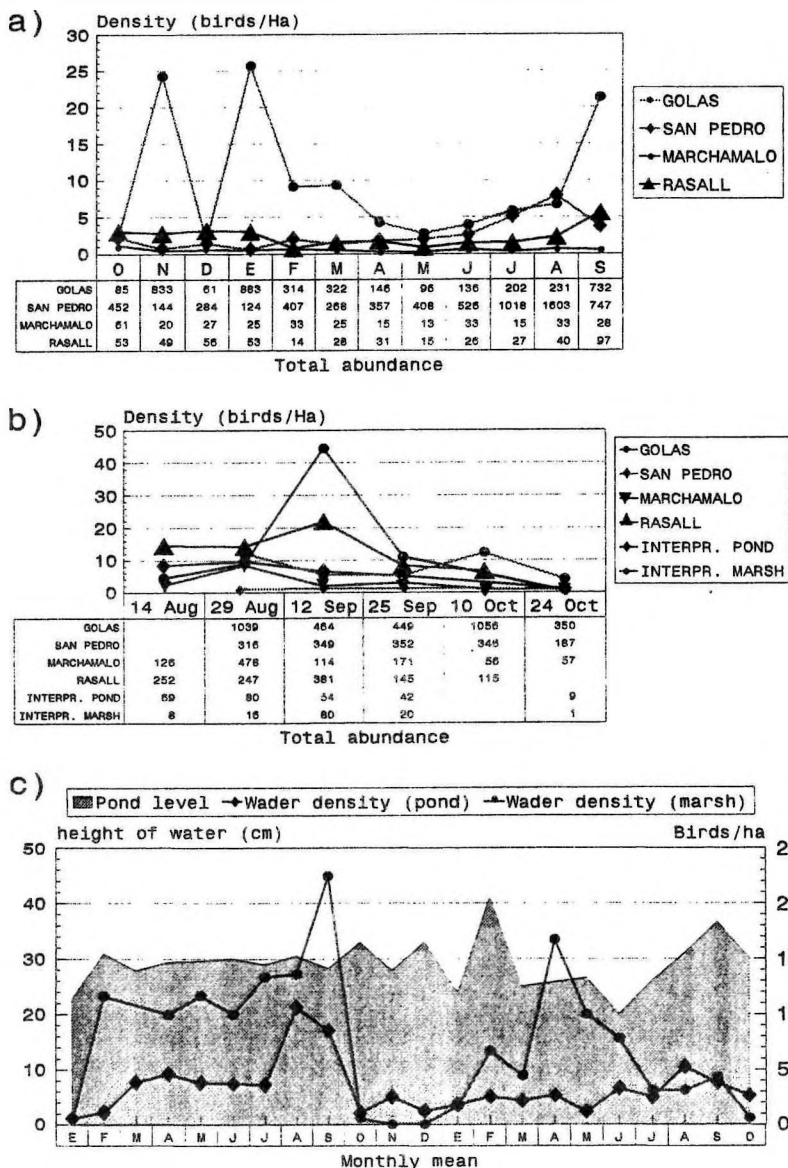 a)
Density (birds/Ha)
30
25
20
15
10
5
0
GOLAS
SAN PEDRO
MARCHAMALO
RASALL
O N D E F M A M J J A S
GOLAS 85 833 61 883 314 322 146 96 136 202 231 732
SAN PEDRO 452 144 284 124 407 268 357 408 526 1018 1603 747
MARCHAMALO 61 20 27 25 33 25 15 13 33 15 33 28
RASALL 53 49 56 53 14 28 31 15 26 27 40 97
Total abundance
b)
Density (birds/Ha)
50
40
30
20
10
0
GOLAS
SAN PEDRO
MARCHAMALO
RASALL
INTERPR. POND
INTERPR. MARSH
14 Aug 29 Aug 12 Sep 25 Sep 10 Oct 24 Oct
GOLAS 1039 464 449 1056 350
SAN PEDRO 316 349 352 346 187
MARCHAMALO 126 478 114 171 56 57
RASALL 252 247 381 145 115
INTERPR. POND 69 80 54 42 9
INTERPR. MARSH 8 16 80 20 1
Total abundance
c)
Pond level Wader density (pond) Wader density (marsh)
height of water (cm) Birds/ha
50 2
40 2
30 1
20 1
10 5
0 0
E F M A M J J A S O N D E F M A M J J A S O
Monthly mean